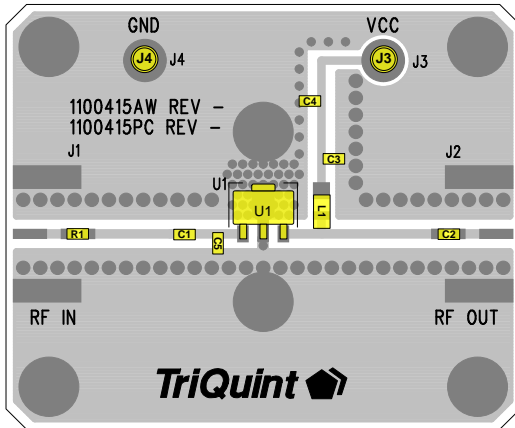 GND
VCC
J4 J4
J3 J3
C4
1100415AW REV -
1100415PC REV -
J1
C3
J2
U1
U1
L1
R1
C1
C5
C2
RF IN
RF OUT
TriQuint